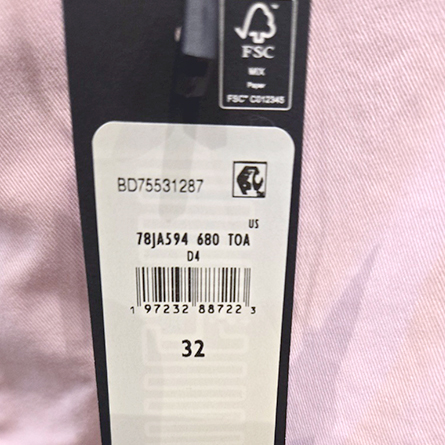 FSC
MIX
Paper
FSC® C012345
BD75531287
US
78JA594 680 TOA
D4
1 97232 88722 3
32